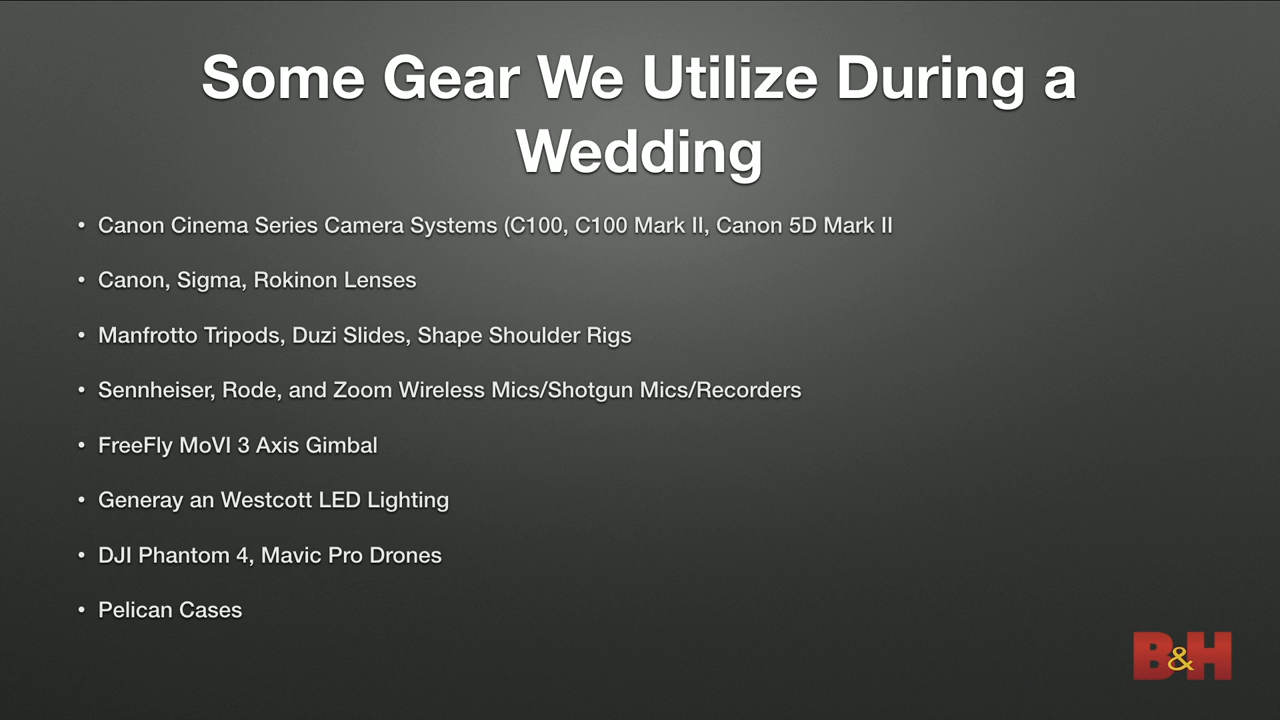 Some Gear We Utilize During a
Wedding
• Canon Cinema Series Camera Systems (C100, C100 Mark II, Canon 5D Mark II
• Canon, Sigma, Rokinon Lenses
• Manfrotto Tripods, Duzi Slides, Shape Shoulder Rigs
• Sennheiser, Rode, and Zoom Wireless Mics/Shotgun Mics/Recorders
• FreeFly MoVI 3 Axis Gimbal
• Generay an Westcott LED Lighting
• DJI Phantom 4, Mavic Pro Drones
• Pelican Cases
B&H